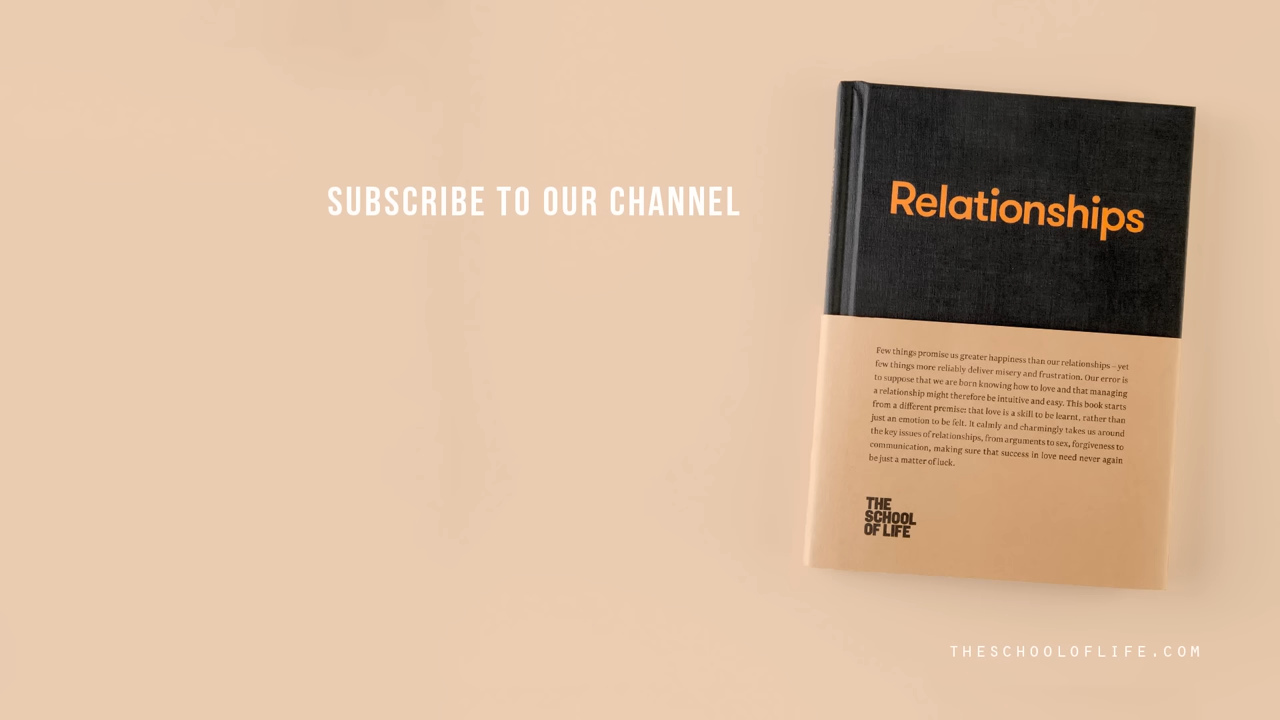 SUBSCRIBE TO OUR CHANNEL
Relationships
Few things promise us greater happiness than our relationships – yet
few things more reliably deliver misery and frustration. Our error is
to suppose that we are born knowing how to love and that managing
a relationship might therefore be intuitive and easy. This book starts
from a different premise: that love is a skill to be learnt, rather than
just an emotion to be felt. It calmly and charmingly takes us around
the key issues of relationships, from arguments to sex, forgiveness to
communication, making sure that success in love need never again
be just a matter of luck.
THE
SCHOOL
OF LIFE
THESCHOOLOFLIFE.COM